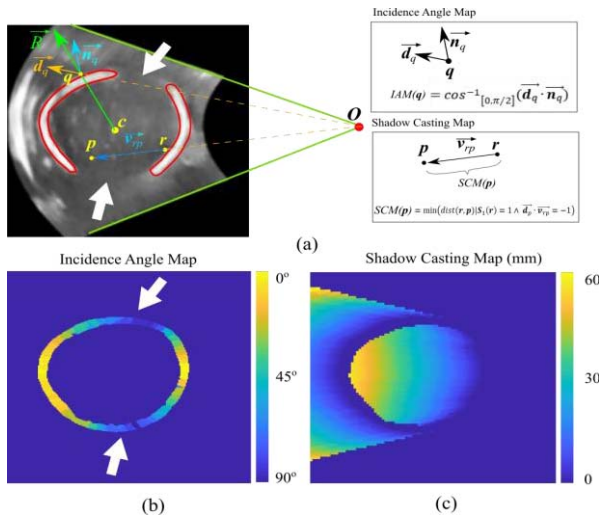 Incidence Angle Map
R
n_q
d_q
q
n_q
d_q
q
IAM(q) = cos⁻¹[0,π/2](d_q · n_q)
c
O
p
v_rp
r
Shadow Casting Map
v_rp
p
r
SCM(p)
SCM(p) = min(dist(r, p)|S₁(r) = 1 ∧ d_p · v_rp = −1)
(a)
Incidence Angle Map
Shadow Casting Map (mm)
0°
45°
90°
60
30
0
(b)
(c)